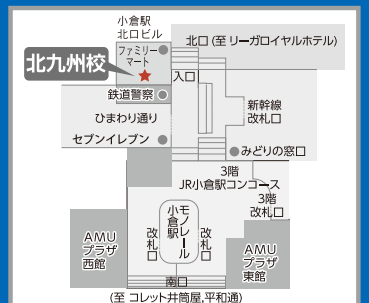 小倉駅
北口ビル
ファミリー
マート
北九州校
北口 (至 リーガロイヤルホテル)
入口
鉄道警察
新幹線
改札口
ひまわり通り
セブンイレブン
みどりの窓口
3階
JR小倉駅コンコース
3階
改札口
モノレール
小倉駅
改札口
改札口
AMU
プラザ
西館
AMU
プラザ
東館
南口
(至 コレット井筒屋,平和通)